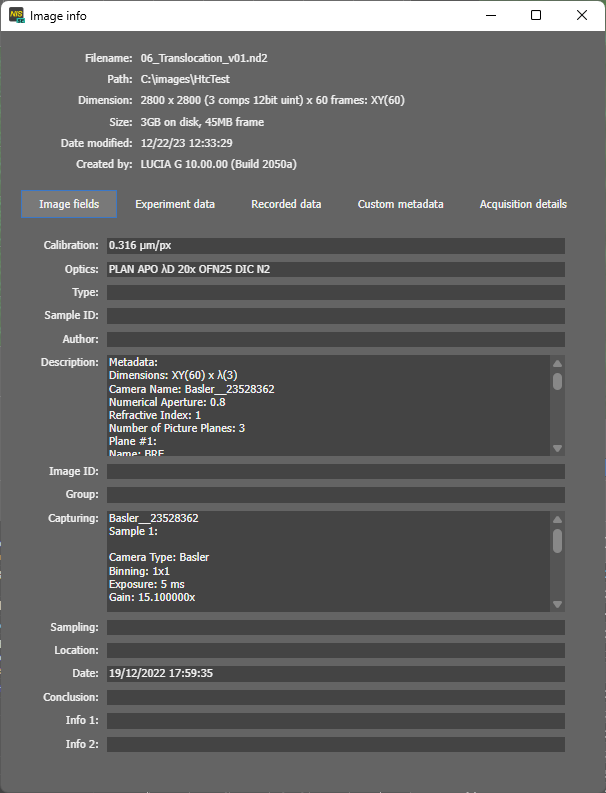 Image info
Filename: 06_Translocation_v01.nd2
Path: C:\images\HtcTest
Dimension: 2800 x 2800 (3 comps 12bit uint) x 60 frames: XY(60)
Size: 3GB on disk, 45MB frame
Date modified: 12/22/23 12:33:29
Created by: LUCIA G 10.00.00 (Build 2050a)
Image fields Experiment data Recorded data Custom metadata Acquisition details
Calibration: 0.316 µm/px
Optics: PLAN APO λD 20x OFN25 DIC N2
Type:
Sample ID:
Author:
Description: Metadata:
Dimensions: XY(60) x λ(3)
Camera Name: Basler__23528362
Numerical Aperture: 0.8
Refractive Index: 1
Number of Picture Planes: 3
Plane #1:
Name: BRF
Image ID:
Group:
Capturing: Basler__23528362
Sample 1:
Camera Type: Basler
Binning: 1x1
Exposure: 5 ms
Gain: 15.100000x
Sampling:
Location:
Date: 19/12/2022 17:59:35
Conclusion:
Info 1:
Info 2: